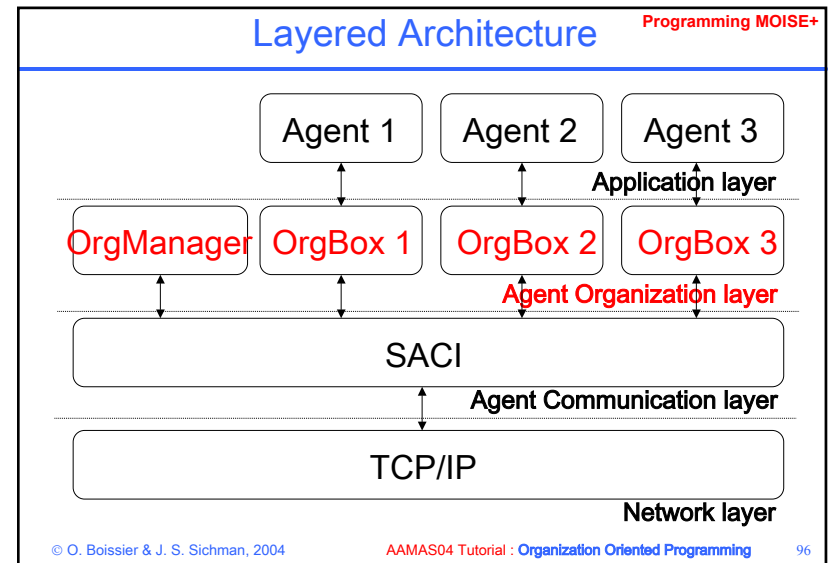 Layered Architecture
Programming MOISE+
Agent 1
Agent 2
Agent 3
Application layer
OrgManager
OrgBox 1
OrgBox 2
OrgBox 3
Agent Organization layer
SACI
Agent Communication layer
TCP/IP
Network layer
© O. Boissier & J. S. Sichman, 2004
AAMAS04 Tutorial : Organization Oriented Programming
96